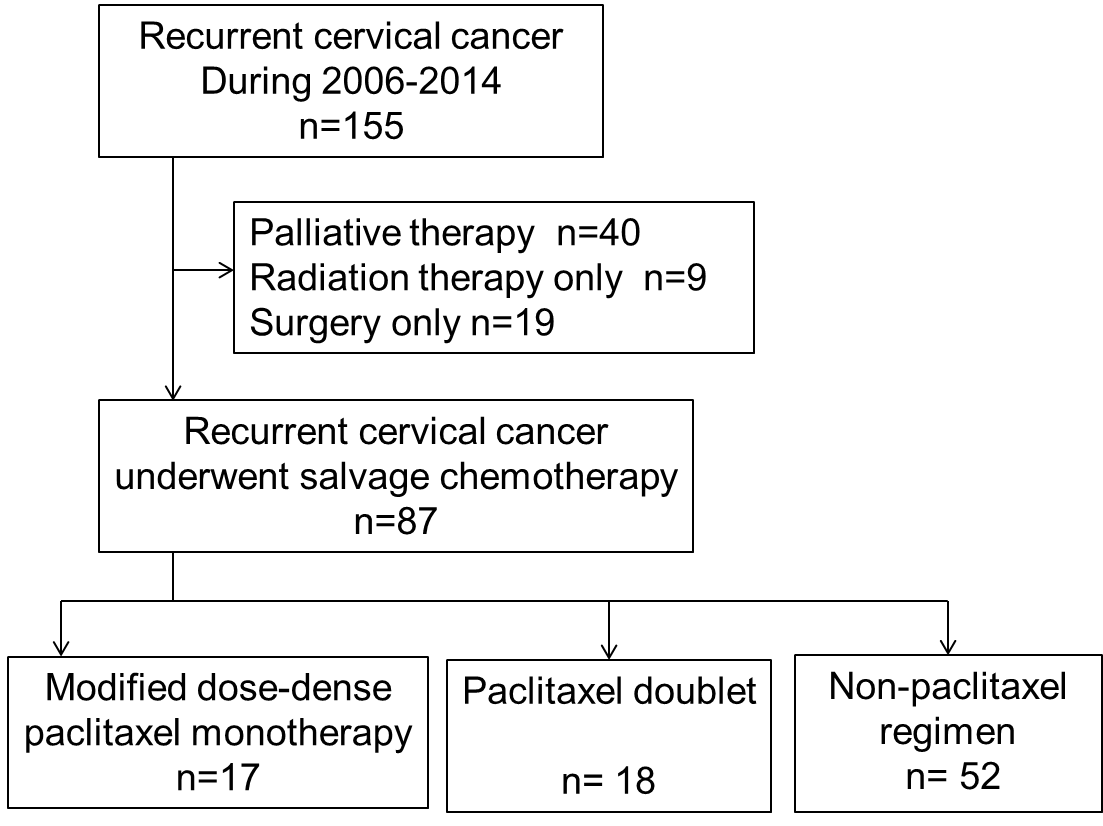 Recurrent cervical cancer
During 2006-2014
n=155
Palliative therapy  n=40
Radiation therapy only  n=9
Surgery only n=19
Recurrent cervical cancer
underwent salvage chemotherapy
n=87
Modified dose-dense
paclitaxel monotherapy
n=17
Paclitaxel doublet
n= 18
Non-paclitaxel
regimen
n= 52